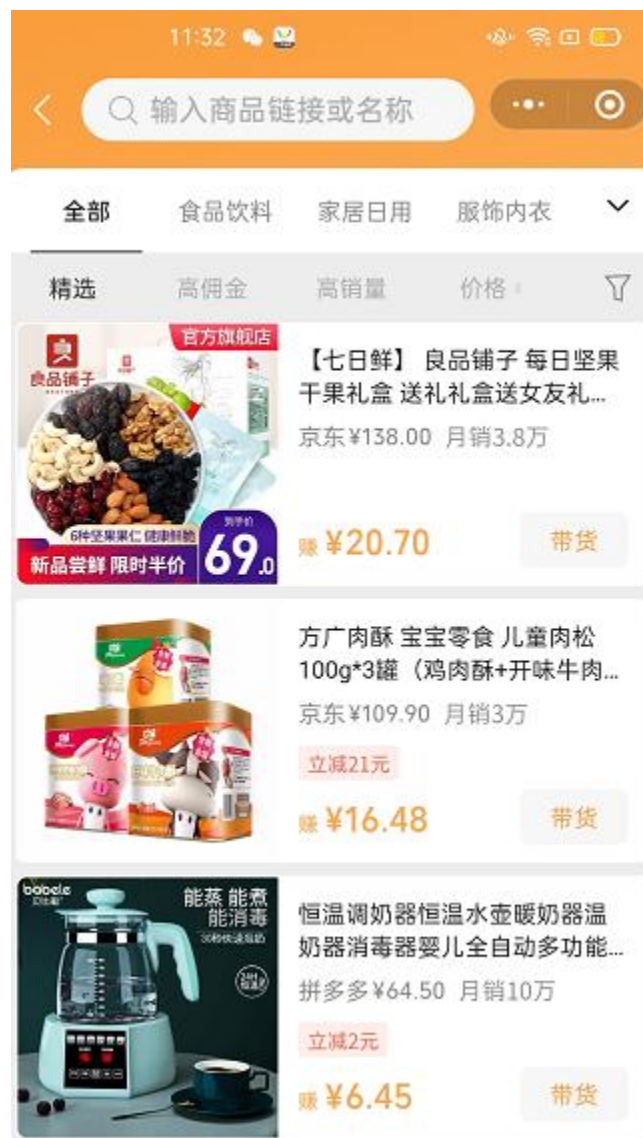 11:32
输入商品链接或名称
全部 食品饮料 家居日用 服饰内衣
精选 高佣金 高销量 价格
官方旗舰店
良品铺子
6种坚果果仁 健康鲜脆
到手价
新品尝鲜 限时半价 69.0
【七日鲜】 良品铺子 每日坚果
干果礼盒 送礼礼盒送女友礼...
京东¥138.00 月销3.8万
赚 ¥20.70 带货
方广肉酥 宝宝零食 儿童肉松
100g*3罐（鸡肉酥+开味牛肉...
京东¥109.90 月销3万
立减21元
赚 ¥16.48 带货
babele
能蒸 能煮
能消毒
恒温调奶器恒温水壶暖奶器温
奶器消毒器婴儿全自动多功能...
拼多多¥64.50 月销10万
立减2元
赚 ¥6.45 带货